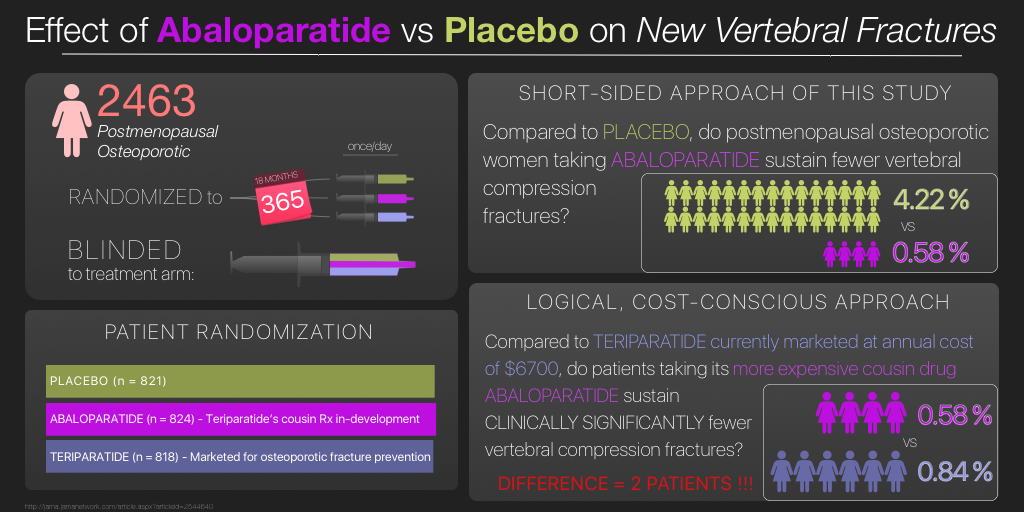 Effect of Abaloparatide vs Placebo on New Vertebral Fractures
2463
Postmenopausal
Osteoporotic
once/day
RANDOMIZED to
18 MONTHS
365
BLINDED
to treatment arm:
PATIENT RANDOMIZATION
PLACEBO (n = 821)
ABALOPARATIDE (n = 824) - Teriparatide's cousin Rx in-development
TERIPARATIDE (n = 818) - Marketed for osteoporotic fracture prevention
SHORT-SIDED APPROACH OF THIS STUDY
Compared to PLACEBO, do postmenopausal osteoporotic
women taking ABALOPARATIDE sustain fewer vertebral
compression
fractures?
4.22 %
VS
0.58 %
LOGICAL, COST-CONSCIOUS APPROACH
Compared to TERIPARATIDE currently marketed at annual cost
of $6700, do patients taking its more expensive cousin drug
ABALOPARATIDE sustain
CLINICALLY SIGNIFICANTLY fewer
vertebral compression fractures?
DIFFERENCE = 2 PATIENTS !!!
0.58 %
VS
0.84 %
http://jama.jamanetwork.com/article.aspx?articleid=2544640